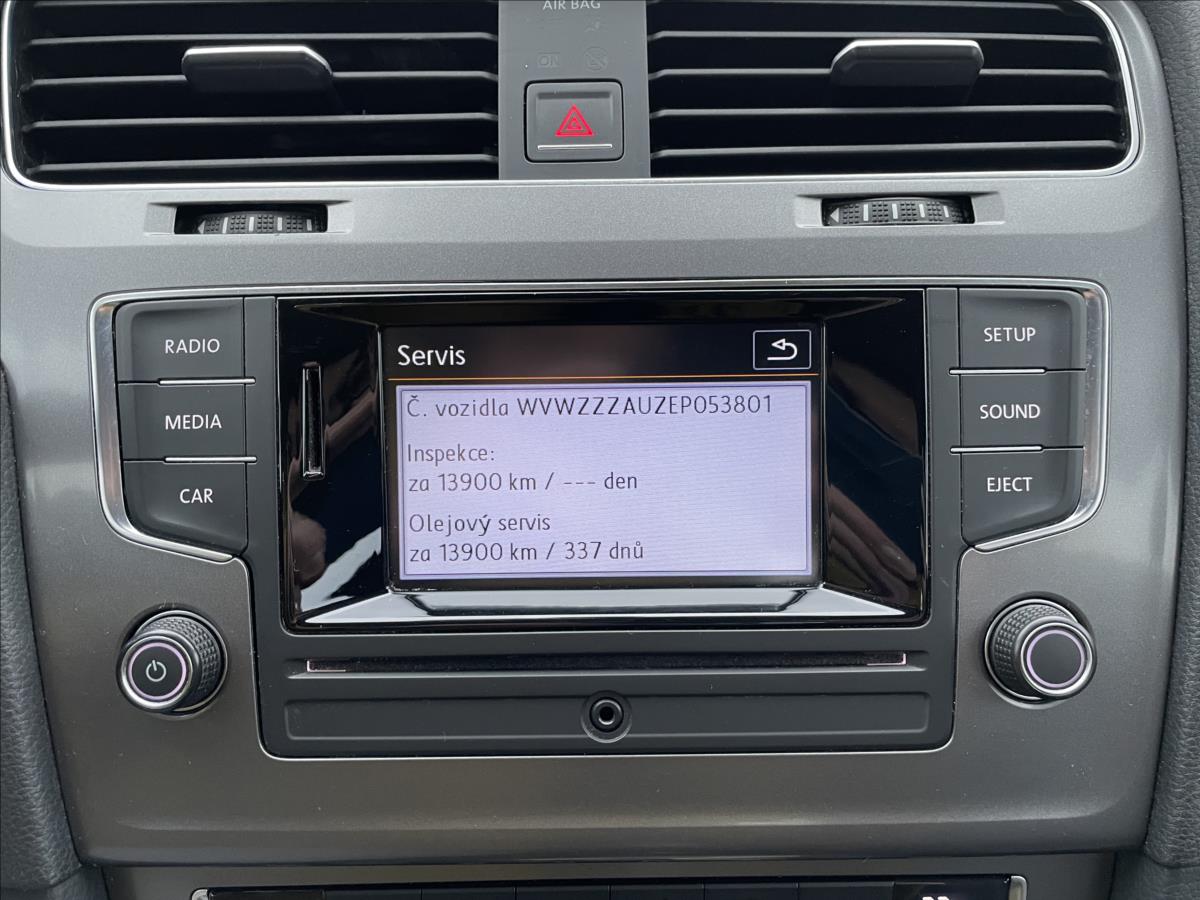 AIR BAG
ON
RADIO
MEDIA
CAR
Servis
Č. vozidla WVWZZZAUZEP053801
Inspekce:
za 13900 km / --- den
Olejový servis
za 13900 km / 337 dnů
SETUP
SOUND
EJECT